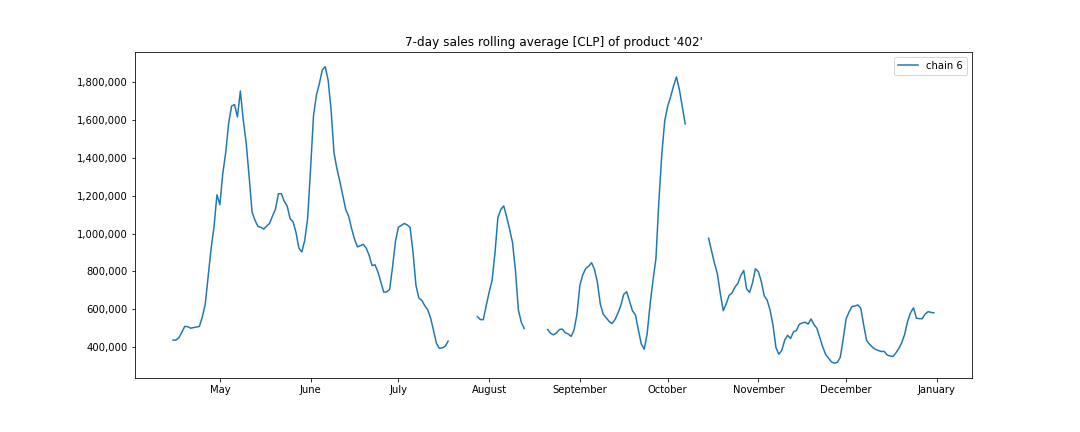 7-day sales rolling average [CLP] of product '402'
chain 6
1,800,000
1,600,000
1,400,000
1,200,000
1,000,000
800,000
600,000
400,000
May June July August September October November December January